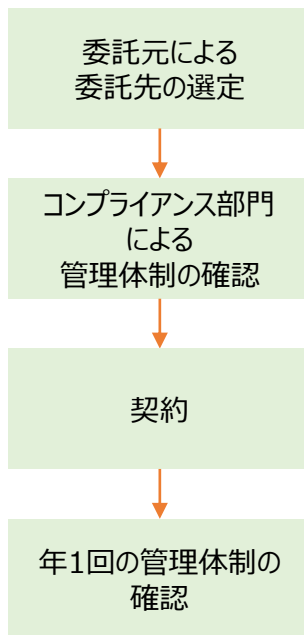 委託元による
委託先の選定
コンプライアンス部門
による
管理体制の確認
契約
年1回の管理体制の
確認